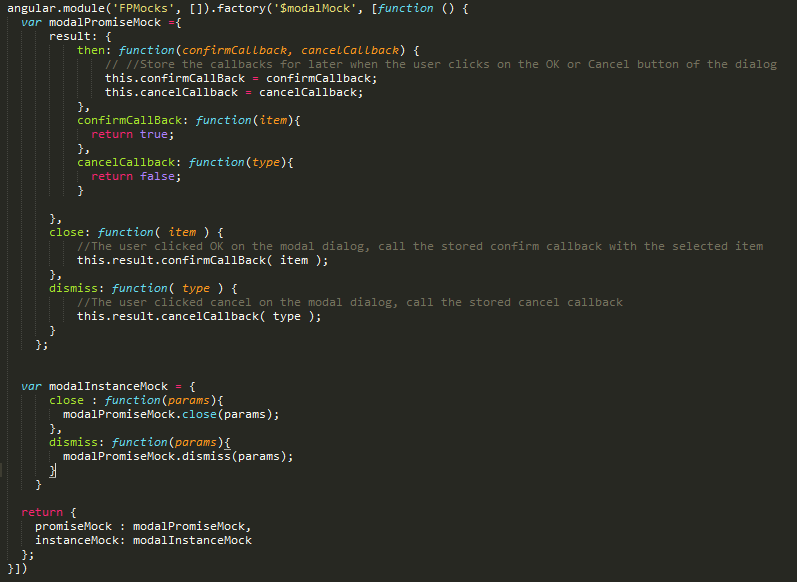 angular.module('FPMocks', []).factory('$modalMock', [function () {
  var modalPromiseMock ={
      result: {
          then: function(confirmCallback, cancelCallback) {
              // //Store the callbacks for later when the user clicks on the OK or Cancel button of the dialog
              this.confirmCallBack = confirmCallback;
              this.cancelCallback = cancelCallback;
          },
          confirmCallBack: function(item){
            return true;
          },
          cancelCallback: function(type){
            return false;
          }
      },
      close: function( item ) {
          //The user clicked OK on the modal dialog, call the stored confirm callback with the selected item
          this.result.confirmCallBack( item );
      },
      dismiss: function( type ) {
          //The user clicked cancel on the modal dialog, call the stored cancel callback
          this.result.cancelCallback( type );
      }
    };
  var modalInstanceMock = {
      close : function(params){
        modalPromiseMock.close(params);
      },
      dismiss: function(params){
        modalPromiseMock.dismiss(params);
      }
    }
  return {
    promiseMock : modalPromiseMock,
    instanceMock: modalInstanceMock
  };
}])